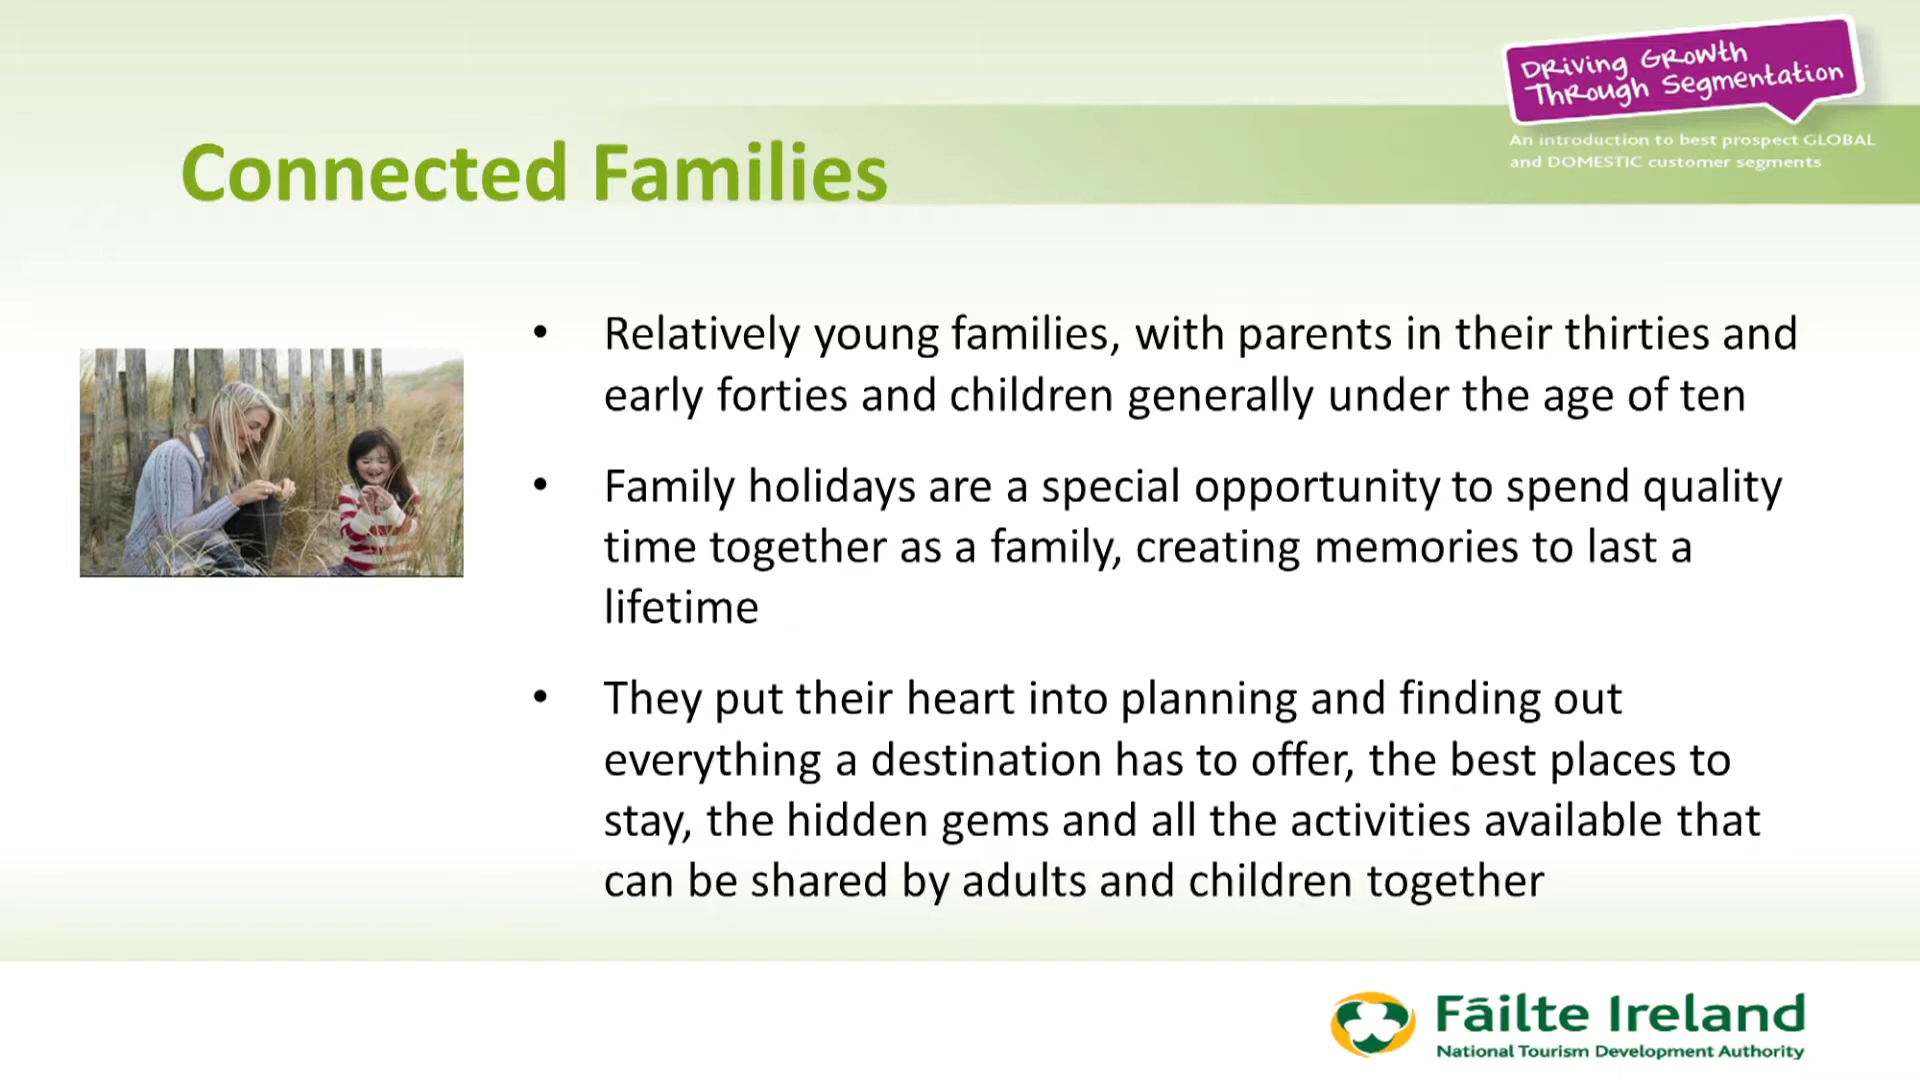 DRiving GRowth
ThRough Segmentation
An introduction to best prospect GLOBAL
and DOMESTIC customer segments
Connected Families
• Relatively young families, with parents in their thirties and
early forties and children generally under the age of ten
• Family holidays are a special opportunity to spend quality
time together as a family, creating memories to last a
lifetime
• They put their heart into planning and finding out
everything a destination has to offer, the best places to
stay, the hidden gems and all the activities available that
can be shared by adults and children together
Fáilte Ireland
National Tourism Development Authority